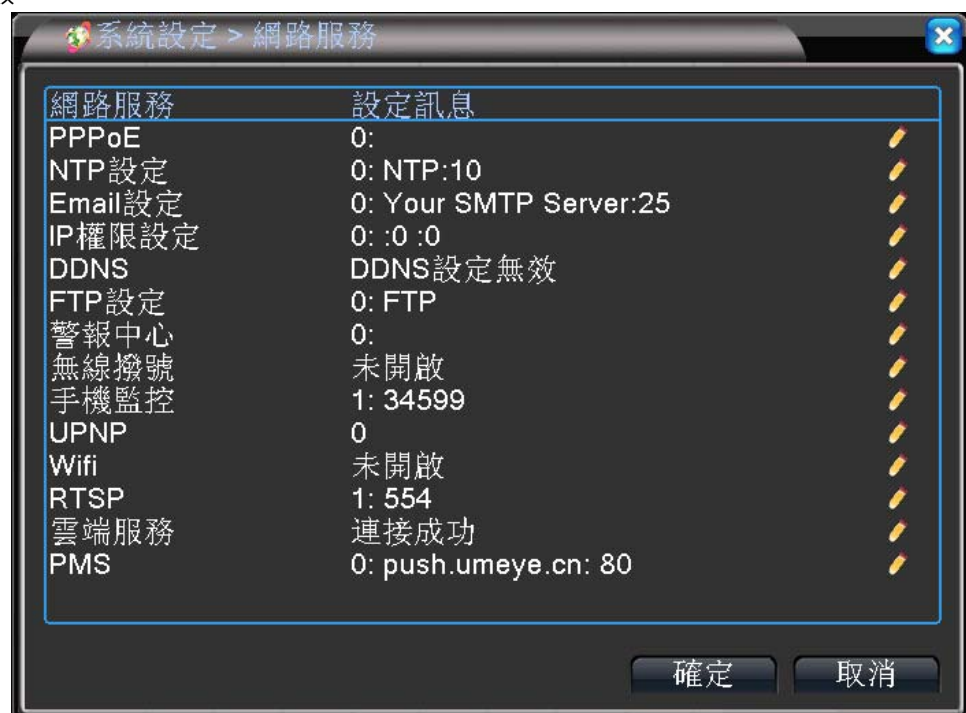 系統設定 > 網路服務
網路服務 設定訊息
PPPoE 0:
NTP設定 0: NTP:10
Email設定 0: Your SMTP Server:25
IP權限設定 0: :0 :0
DDNS DDNS設定無效
FTP設定 0: FTP
警報中心 0:
無線撥號 未開啟
手機監控 1: 34599
UPNP 0
Wifi 未開啟
RTSP 1: 554
雲端服務 連接成功
PMS 0: push.umeye.cn: 80
確定 取消